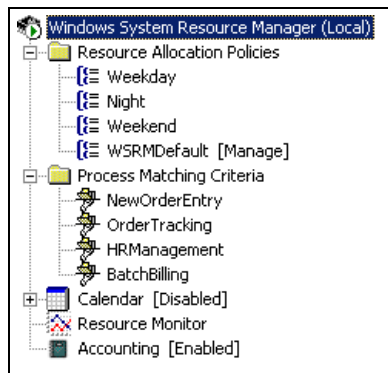 Windows System Resource Manager (Local)
Resource Allocation Policies
Weekday
Night
Weekend
WSRMDefault [Manage]
Process Matching Criteria
NewOrderEntry
OrderTracking
HRManagement
BatchBilling
Calendar [Disabled]
Resource Monitor
Accounting [Enabled]